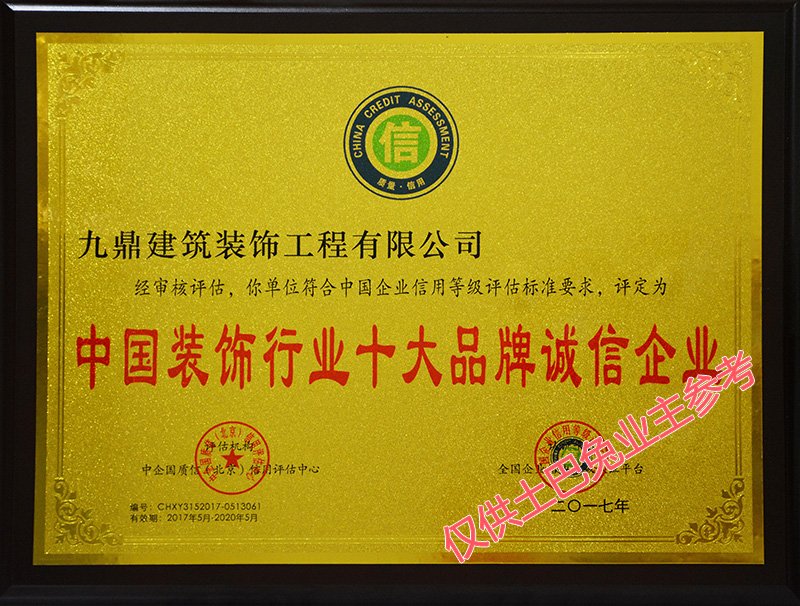 CHINA CREDIT ASSESSMENT
信
质量·信用
九鼎建筑装饰工程有限公司
经审核评估，你单位符合中国企业信用等级评估标准要求，评定为
中国装饰行业十大品牌诚信企业
评估机构
中企国质信（北京）信用评估中心
全国企业
平台
编号：CHXY3152017-0513061
有效期：2017年5月-2020年5月
二〇一七年
仅供土巴兔业主参考